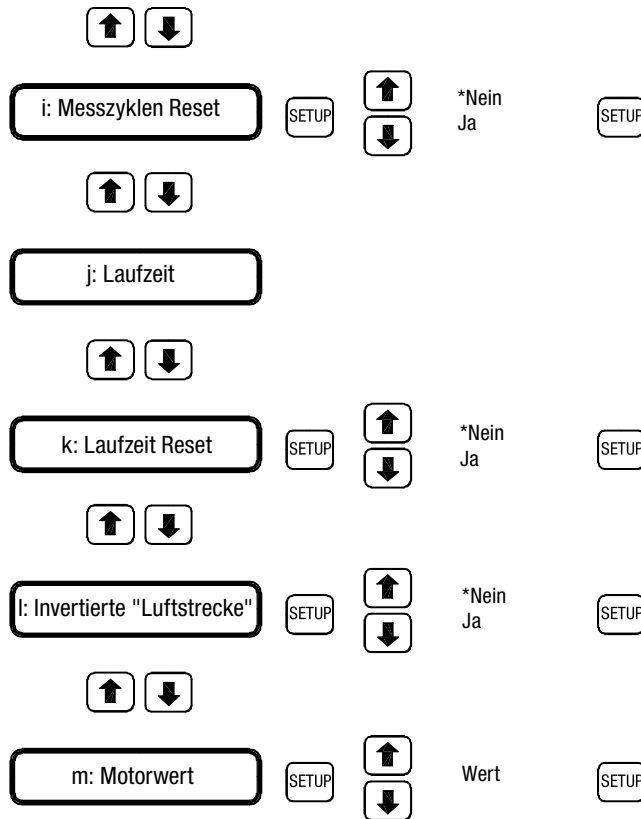 i: Messzyklen Reset SETUP *Nein SETUP
Ja
j: Laufzeit
k: Laufzeit Reset SETUP *Nein SETUP
Ja
l: Invertierte "Luftstrecke" SETUP *Nein SETUP
Ja
m: Motorwert SETUP Wert SETUP